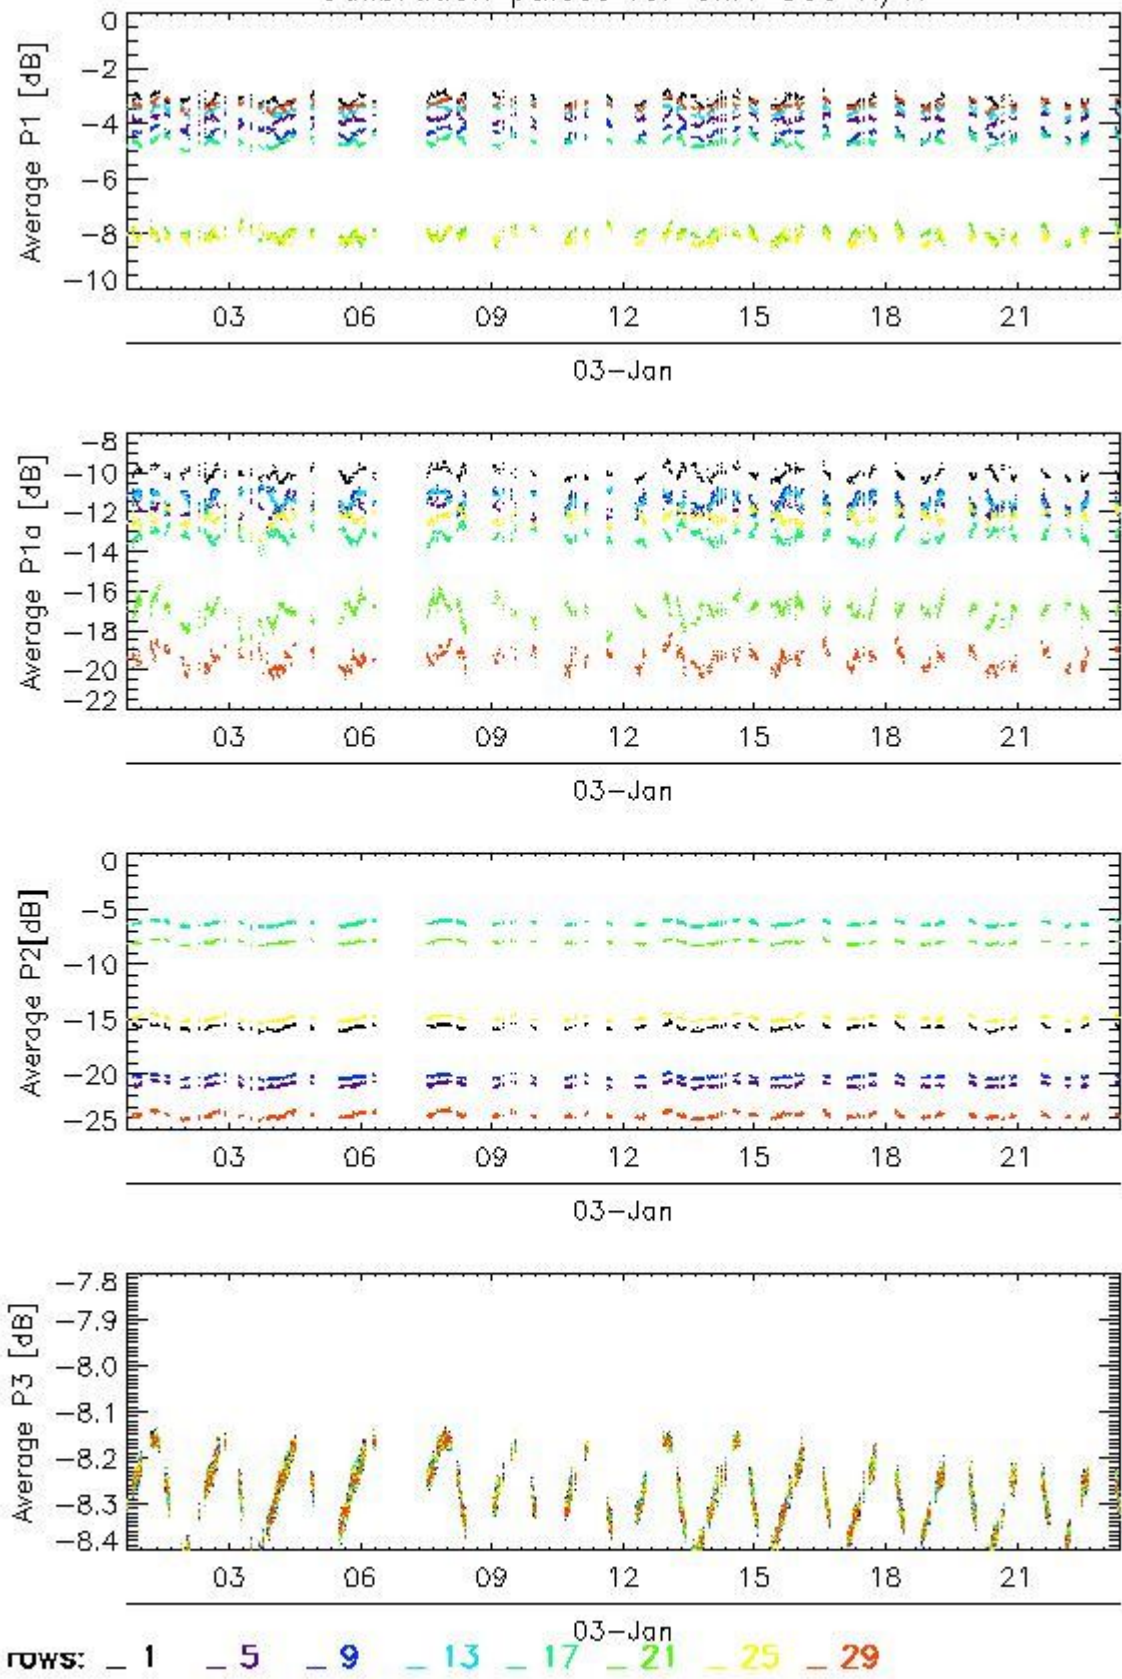 0
−2
−4
−6
−8
−10
Average P1 [dB]
03 06 09 12 15 18 21
03−Jan
−8
−10
−12
−14
−16
−18
−20
−22
Average P1a [dB]
03 06 09 12 15 18 21
03−Jan
0
−5
−10
−15
−20
−25
Average P2[dB]
03 06 09 12 15 18 21
03−Jan
−7.8
−7.9
−8.0
−8.1
−8.2
−8.3
−8.4
Average P3 [dB]
03 06 09 12 15 18 21
03−Jan
rows: _ 1 _ 5 _ 9 _ 13 _ 17 _ 21 _ 25 _ 29